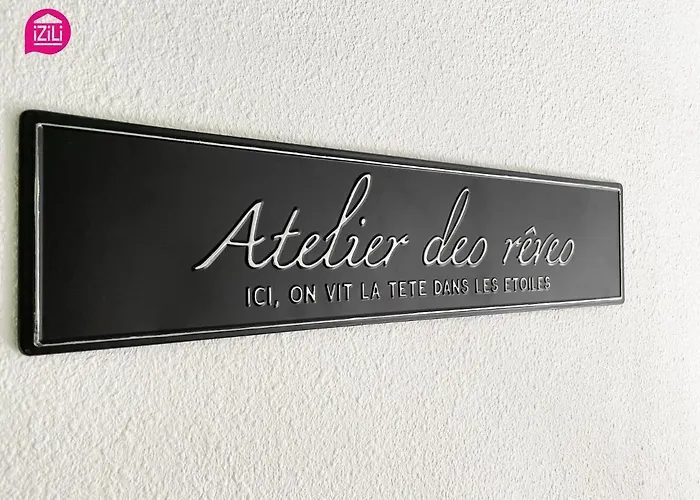 iZiLi
Atelier des rêves
ICI, ON VIT LA TETE DANS LES ETOILES